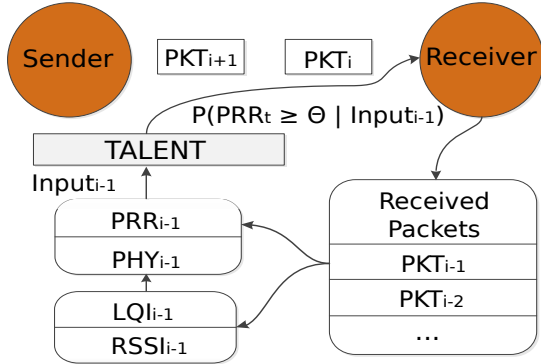 Sender
PKTi+1
PKTi
Receiver
P(PRRt ≥ Θ | Inputi-1)
TALENT
Inputi-1
PRRi-1
PHYi-1
LQIi-1
RSSIi-1
Received
Packets
PKTi-1
PKTi-2
...